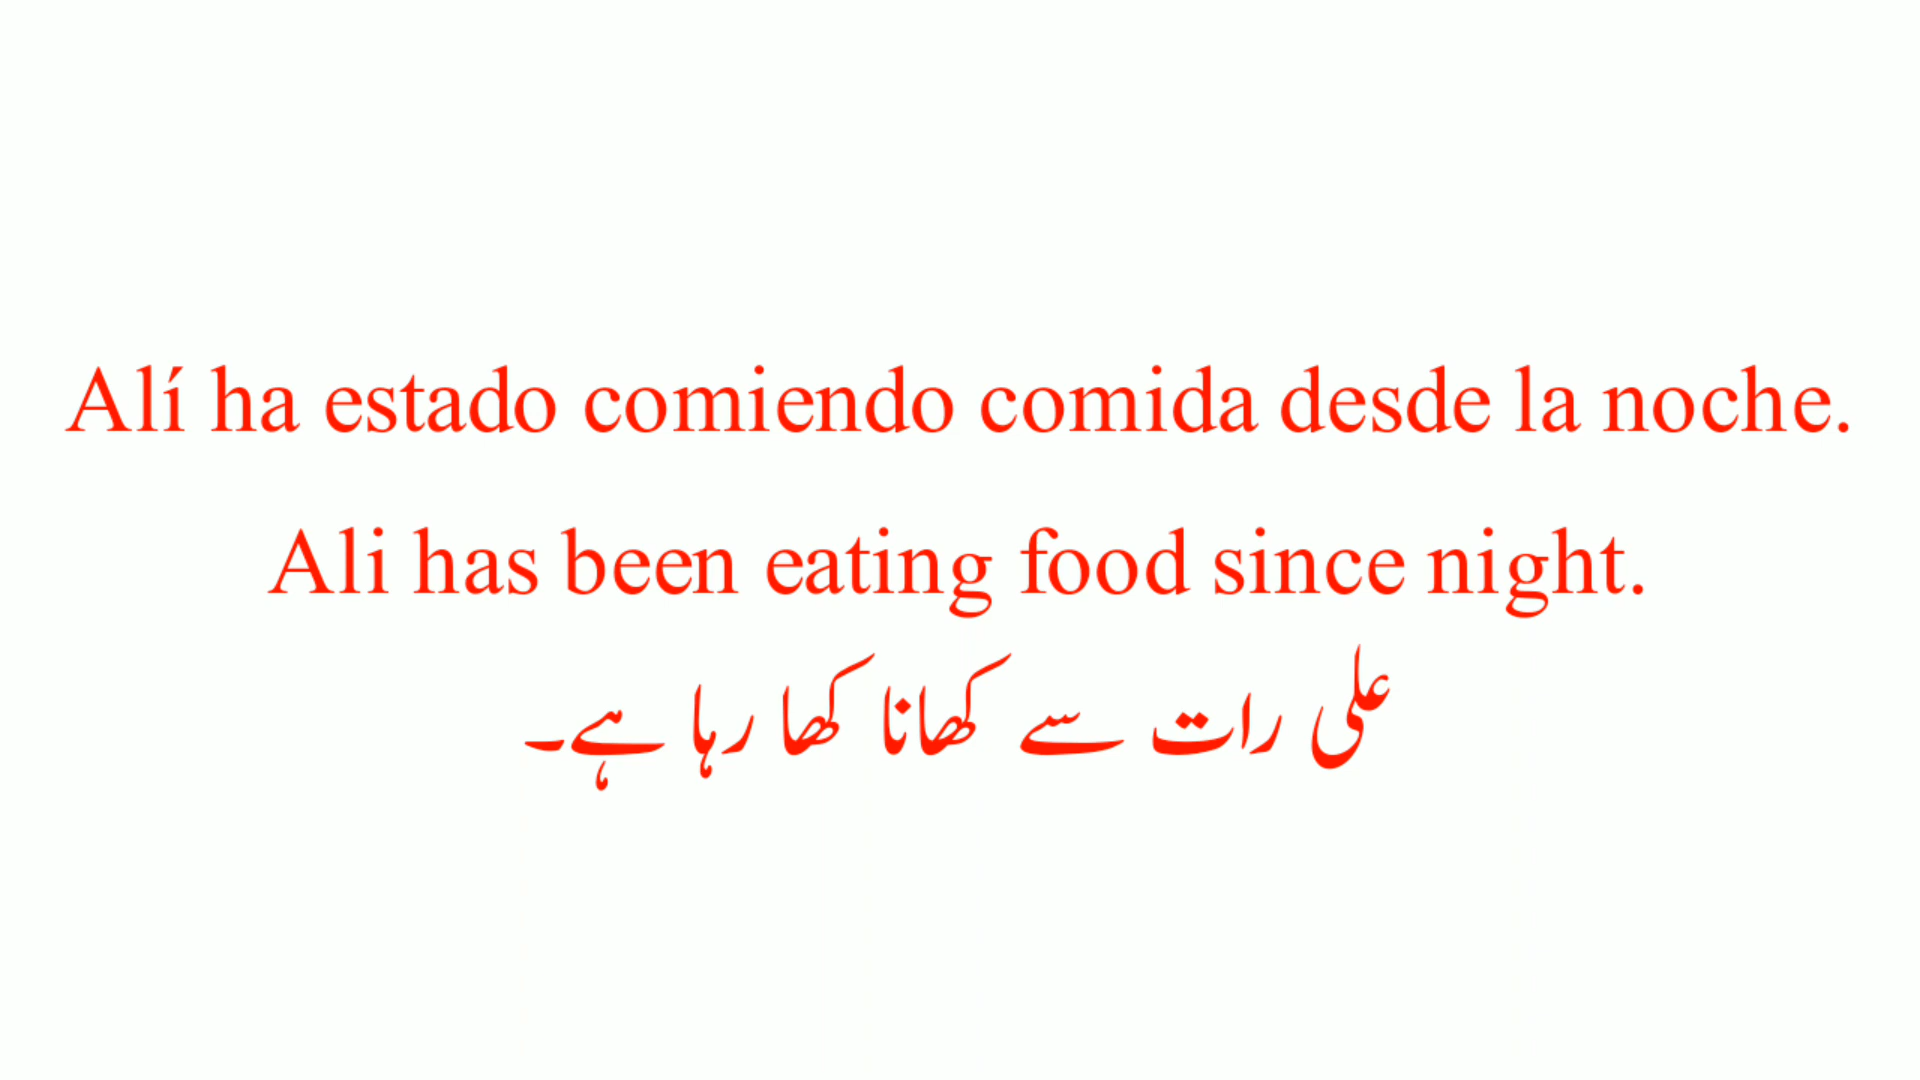 Alí ha estado comiendo comida desde la noche.
Ali has been eating food since night.
علی رات سے کھانا کھا رہا ہے۔